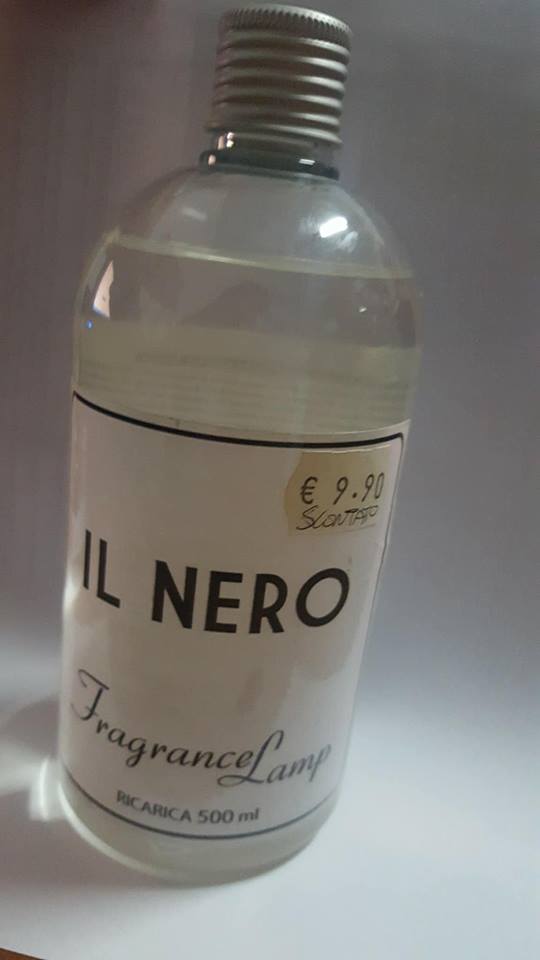 € 9.90
SCONTATO
IL NERO
FragranceLamp
RICARICA 500 ml